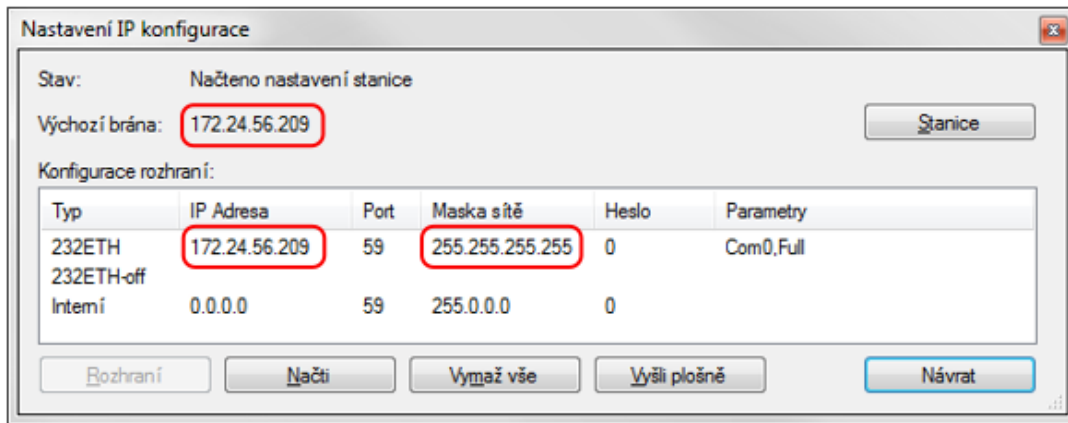 Nastavení IP konfigurace
Stav: Načteno nastavení stanice
Výchozí brána: 172.24.56.209
Stanice
Konfigurace rozhraní:
Typ IP Adresa Port Maska sítě Heslo Parametry
232ETH 172.24.56.209 59 255.255.255.255 0 Com0,Full
232ETH-off
Interní 0.0.0.0 59 255.0.0.0 0
Rozhraní Načti Vymaž vše Vyšli plošně Návrat